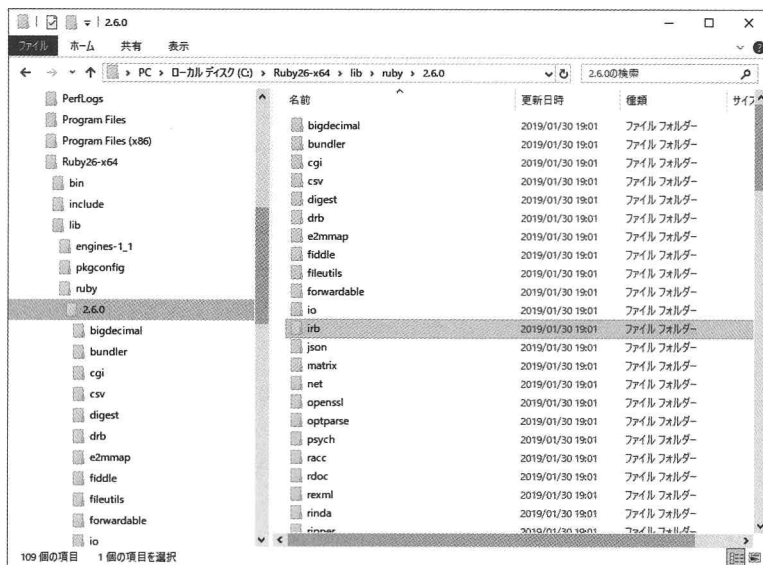 2.6.0
ファイル ホーム 共有 表示
PC > ローカル ディスク (C:) > Ruby26-x64 > lib > ruby > 2.6.0
2.6.0の検索
PerfLogs
Program Files
Program Files (x86)
Ruby26-x64
bin
include
lib
engines-1_1
pkgconfig
ruby
2.6.0
bigdecimal
bundler
cgi
csv
digest
drb
e2mmap
fiddle
fileutils
forwardable
io
名前 更新日時 種類 サイズ
bigdecimal 2019/01/30 19:01 ファイル フォルダー
bundler 2019/01/30 19:01 ファイル フォルダー
cgi 2019/01/30 19:01 ファイル フォルダー
csv 2019/01/30 19:01 ファイル フォルダー
digest 2019/01/30 19:01 ファイル フォルダー
drb 2019/01/30 19:01 ファイル フォルダー
e2mmap 2019/01/30 19:01 ファイル フォルダー
fiddle 2019/01/30 19:01 ファイル フォルダー
fileutils 2019/01/30 19:01 ファイル フォルダー
forwardable 2019/01/30 19:01 ファイル フォルダー
io 2019/01/30 19:01 ファイル フォルダー
irb 2019/01/30 19:01 ファイル フォルダー
json 2019/01/30 19:01 ファイル フォルダー
matrix 2019/01/30 19:01 ファイル フォルダー
net 2019/01/30 19:01 ファイル フォルダー
openssl 2019/01/30 19:01 ファイル フォルダー
optparse 2019/01/30 19:01 ファイル フォルダー
psych 2019/01/30 19:01 ファイル フォルダー
racc 2019/01/30 19:01 ファイル フォルダー
rdoc 2019/01/30 19:01 ファイル フォルダー
rexml 2019/01/30 19:01 ファイル フォルダー
rinda 2019/01/30 19:01 ファイル フォルダー
ripper 2019/01/30 19:01 ファイル フォルダー
109 個の項目 1 個の項目を選択